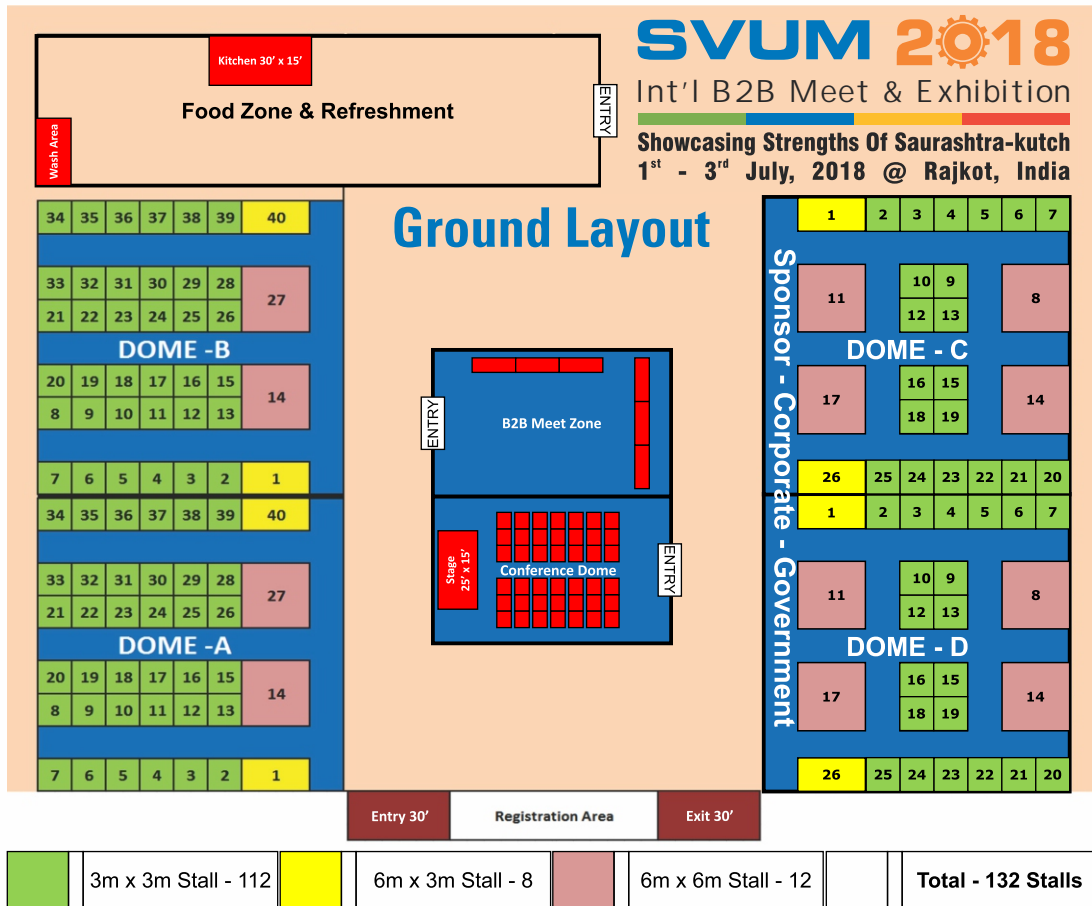 SVUM 2018
Int'l B2B Meet & Exhibition
Showcasing Strengths Of Saurashtra-kutch
1st - 3rd July, 2018 @ Rajkot, India
Kitchen 30' x 15'
Food Zone & Refreshment
Wash Area
ENTRY
Ground Layout
34 35 36 37 38 39 40
33 32 31 30 29 28 27
21 22 23 24 25 26
DOME -B
20 19 18 17 16 15 14
8 9 10 11 12 13
7 6 5 4 3 2 1
34 35 36 37 38 39 40
33 32 31 30 29 28 27
21 22 23 24 25 26
DOME -A
20 19 18 17 16 15 14
8 9 10 11 12 13
7 6 5 4 3 2 1
ENTRY
B2B Meet Zone
Stage
25' x 15'
Conference Dome
ENTRY
Sponsor - Corporate - Government
1 2 3 4 5 6 7
11 10 9 8
12 13
DOME - C
17 16 15 14
18 19
26 25 24 23 22 21 20
1 2 3 4 5 6 7
11 10 9 8
12 13
DOME - D
17 16 15 14
18 19
26 25 24 23 22 21 20
Entry 30'
Registration Area
Exit 30'
3m x 3m Stall - 112
6m x 3m Stall - 8
6m x 6m Stall - 12
Total - 132 Stalls